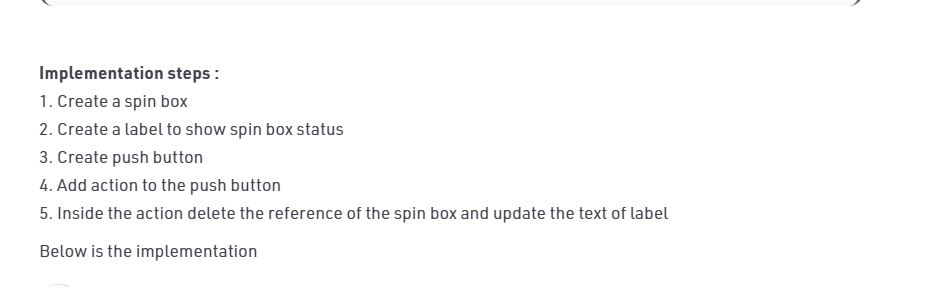 Implementation steps :
1. Create a spin box
2. Create a label to show spin box status
3. Create push button
4. Add action to the push button
5. Inside the action delete the reference of the spin box and update the text of label
Below is the implementation